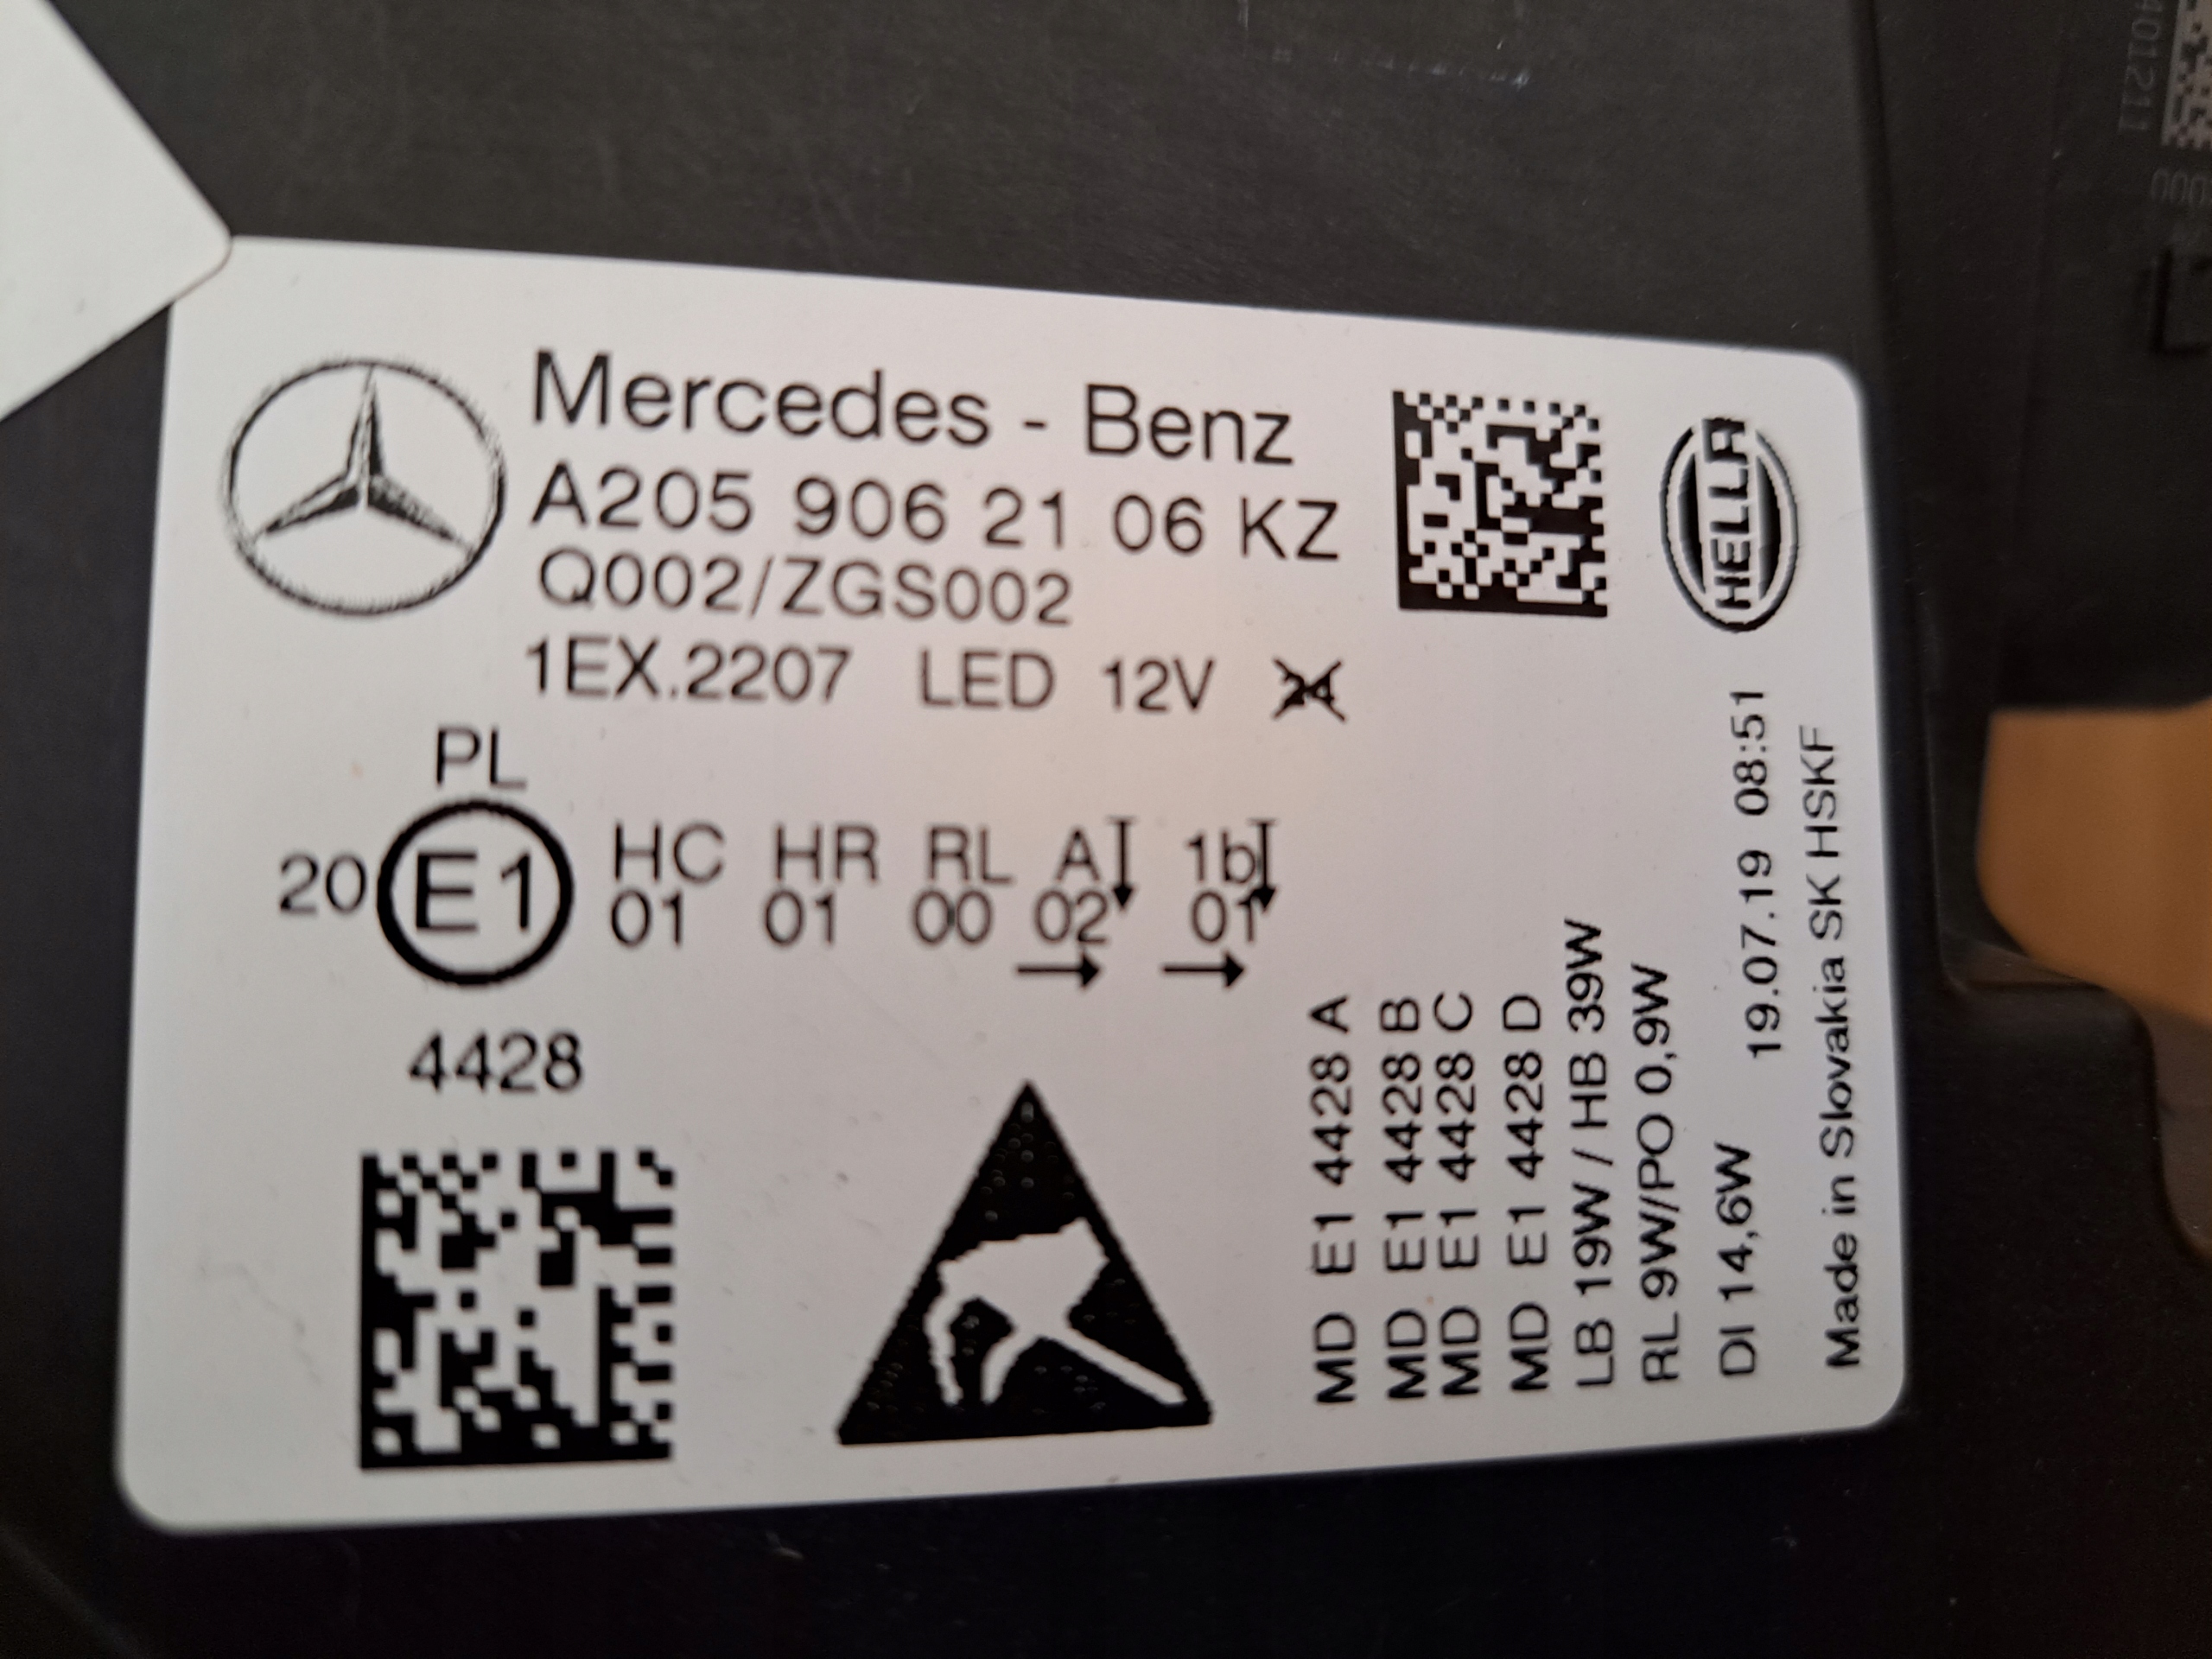 Mercedes - Benz
A205 906 21 06 KZ
Q002/ZGS002
1EX.2207 LED 12V
HELLA
PL
20 E1 HC HR RL A 1b
01 01 00 02 01
4428
MD E1 4428 A
MD E1 4428 B
MD E1 4428 C
MD E1 4428 D
LB 19W / HB 39W
RL 9W/PO 0,9W
DI 14,6W 19.07.19 08:51
Made in Slovakia SK HSKF